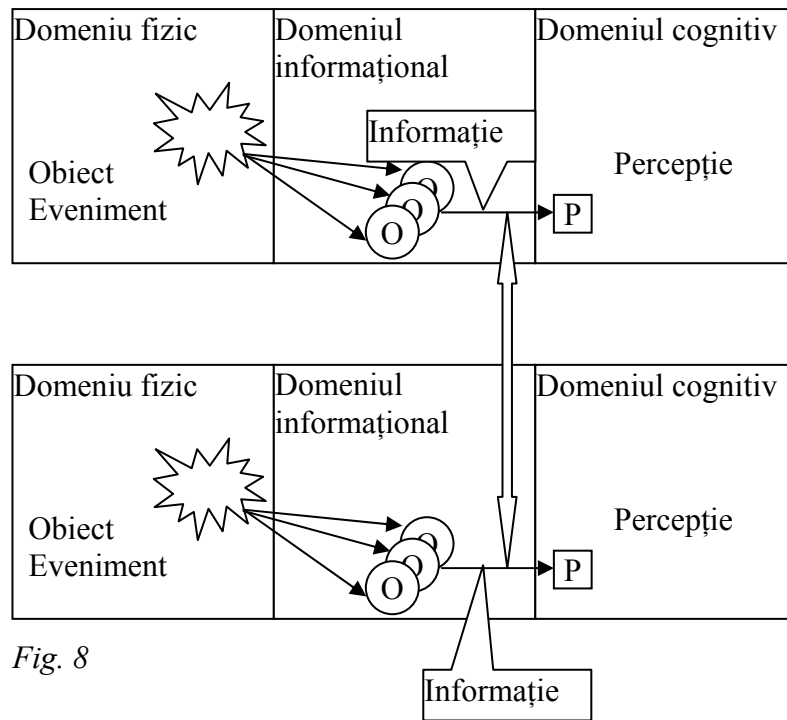 Domeniu fizic
Domeniul
informațional
Domeniul cognitiv
Informație
Obiect
Eveniment
Percepție
O
O
O
P
Domeniu fizic
Domeniul
informațional
Domeniul cognitiv
Obiect
Eveniment
Percepție
O
O
O
P
Fig. 8
Informație